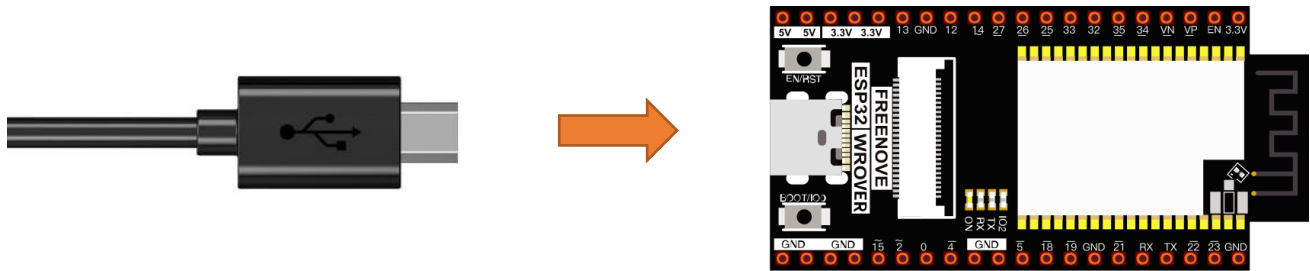 5V 5V 3.3V 3.3V 13 GND 12 14 27 26 25 33 32 35 34 VN VP EN 3.3V
EN/RST
ESP32 WROVER
FREENOVE
BOOT/IO0
ON RX TX IO2
GND GND 15 2 0 4 GND 5 18 19 GND 21 RX TX 22 23 GND